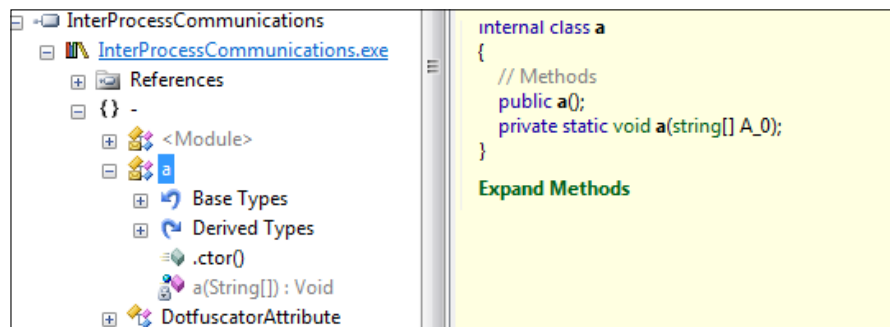 InterProcessCommunications
InterProcessCommunications.exe
References
{} -
<Module>
a
Base Types
Derived Types
.ctor()
a(String[]) : Void
DotfuscatorAttribute
internal class a
{
// Methods
public a();
private static void a(string[] A_0);
}
Expand Methods